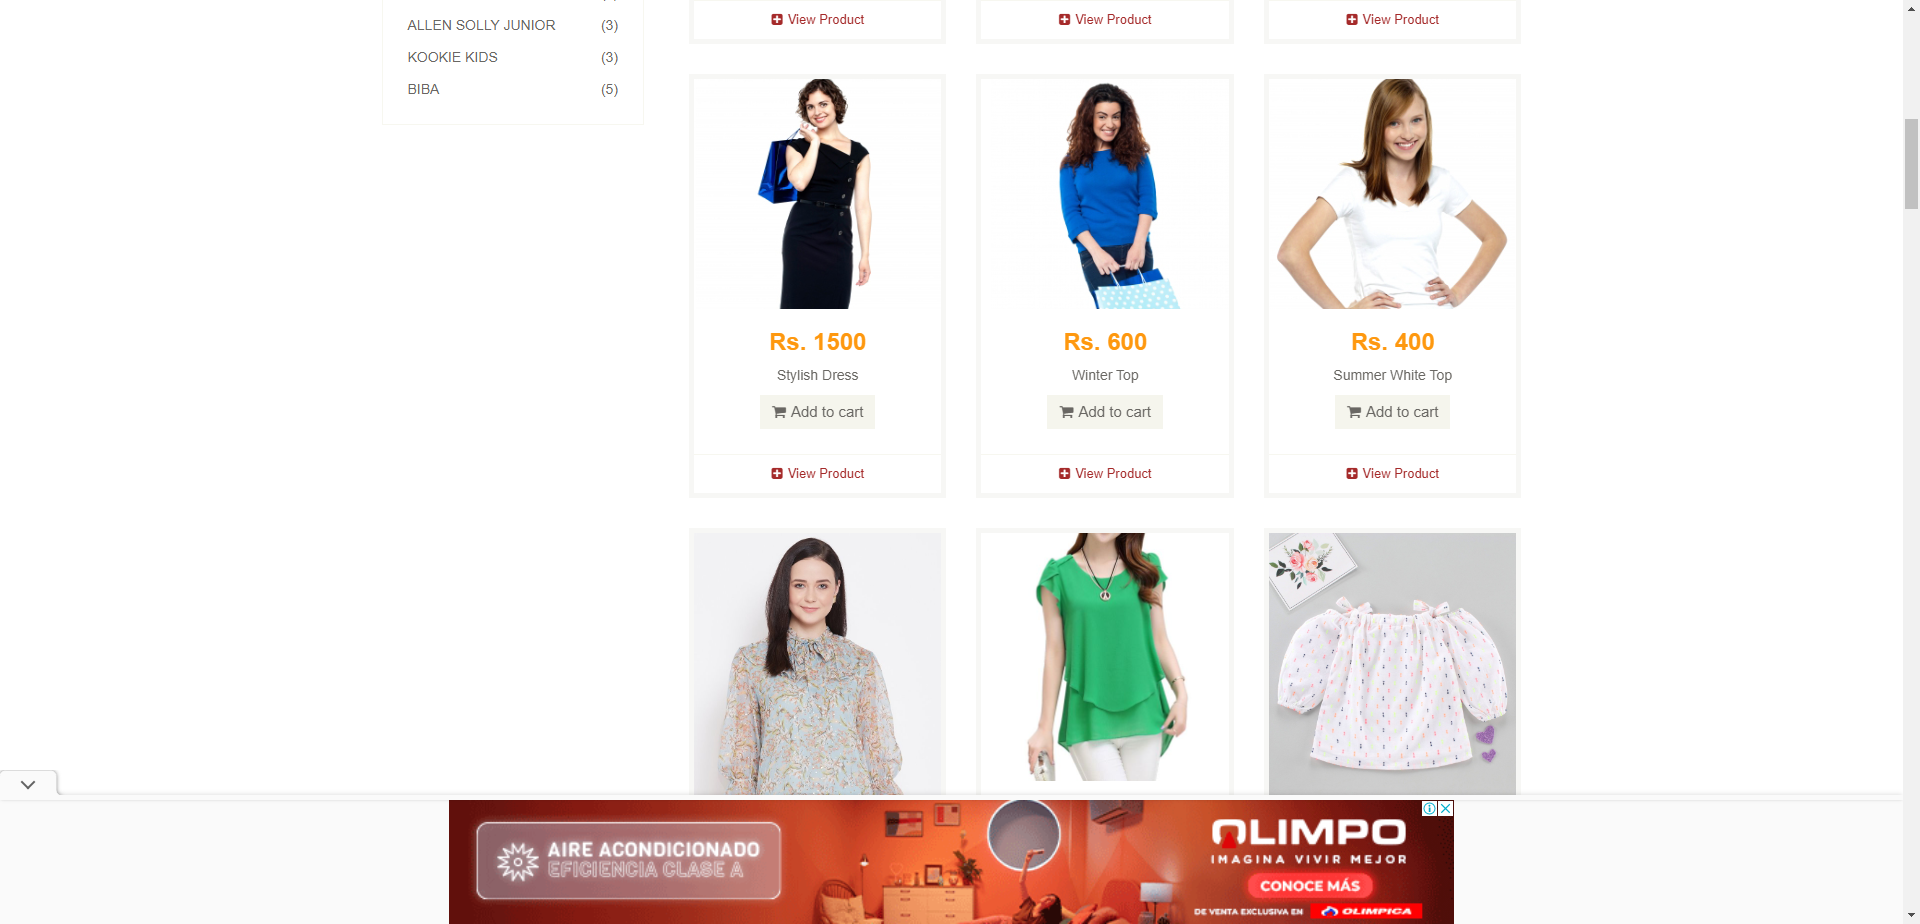 ALLEN SOLLY JUNIOR (3)
KOOKIE KIDS (3)
BIBA (5)
View Product
View Product
View Product
Rs. 1500
Stylish Dress
Add to cart
View Product
Rs. 600
Winter Top
Add to cart
View Product
Rs. 400
Summer White Top
Add to cart
View Product
AIRE ACONDICIONADO
EFICIENCIA CLASE A
OLIMPO
IMAGINA VIVIR MEJOR
CONOCE MÁS
DE VENTA EXCLUSIVA EN OLIMPICA